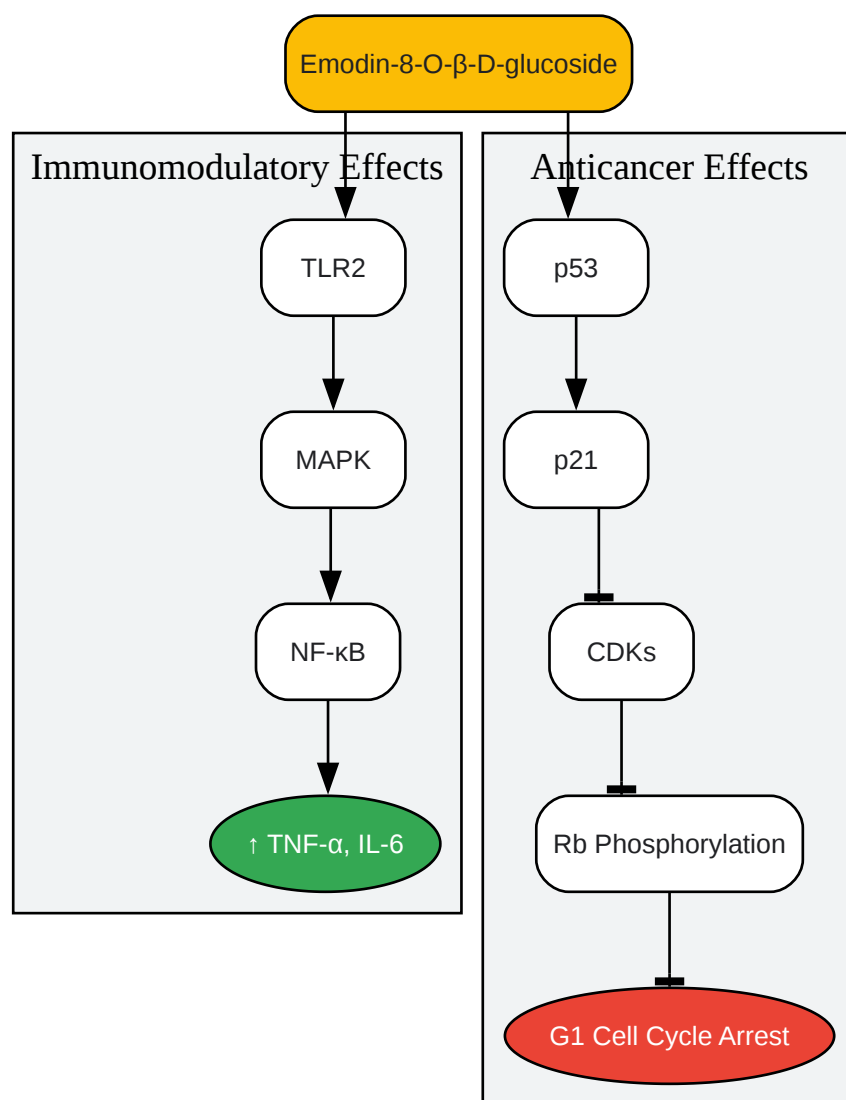 Emodin-8-O-β-D-glucoside
Immunomodulatory Effects
TLR2
MAPK
NF-κB
↑ TNF-α, IL-6
Anticancer Effects
p53
p21
CDKs
Rb Phosphorylation
G1 Cell Cycle Arrest